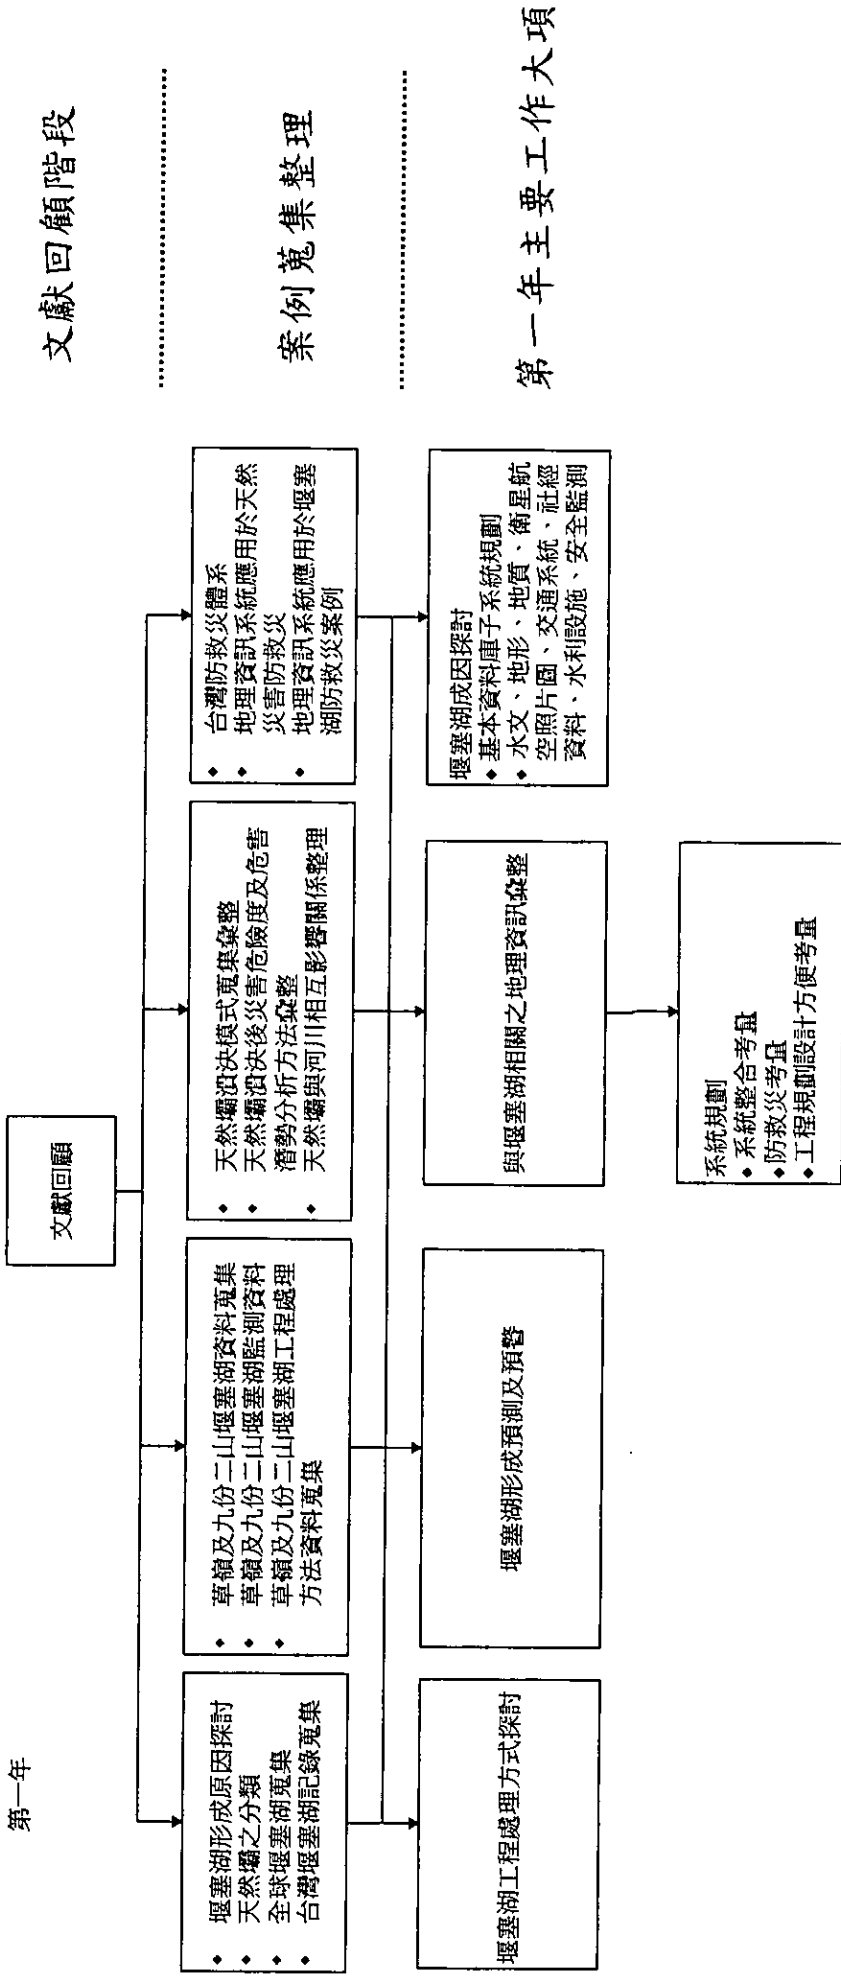 第一年
文獻回顧
文獻回顧階段
◆ 堰塞湖形成原因探討
◆ 天然壩之分類
◆ 全球堰塞湖蒐集
◆ 台灣堰塞湖記錄蒐集
◆ 草嶺及九份二山堰塞湖資料蒐集
◆ 草嶺及九份二山堰塞湖監測資料
◆ 草嶺及九份二山堰塞湖工程處理
方法資料蒐集
◆ 天然壩潰決模式蒐集彙整
◆ 天然壩潰決後災害危險度及危害
潛勢分析方法彙整
◆ 天然壩與河川相互影響關係整理
◆ 台灣防救災體系
◆ 地理資訊系統應用於天然
災害防救災
◆ 地理資訊系統應用於堰塞
湖防救災案例
案例蒐集整理
堰塞湖工程處理方式探討
堰塞湖形成預測及預警
與堰塞湖相關之地理資訊彙整
堰塞湖成因探討
◆ 基本資料庫子系統規劃
◆ 水文、地形、地質、衛星航
空照片圖、交通系統、社經
資料、水利設施、安全監測
第一年主要工作大項
系統規劃
◆ 系統整合考量
◆ 防救災考量
◆ 工程規劃設計方便考量